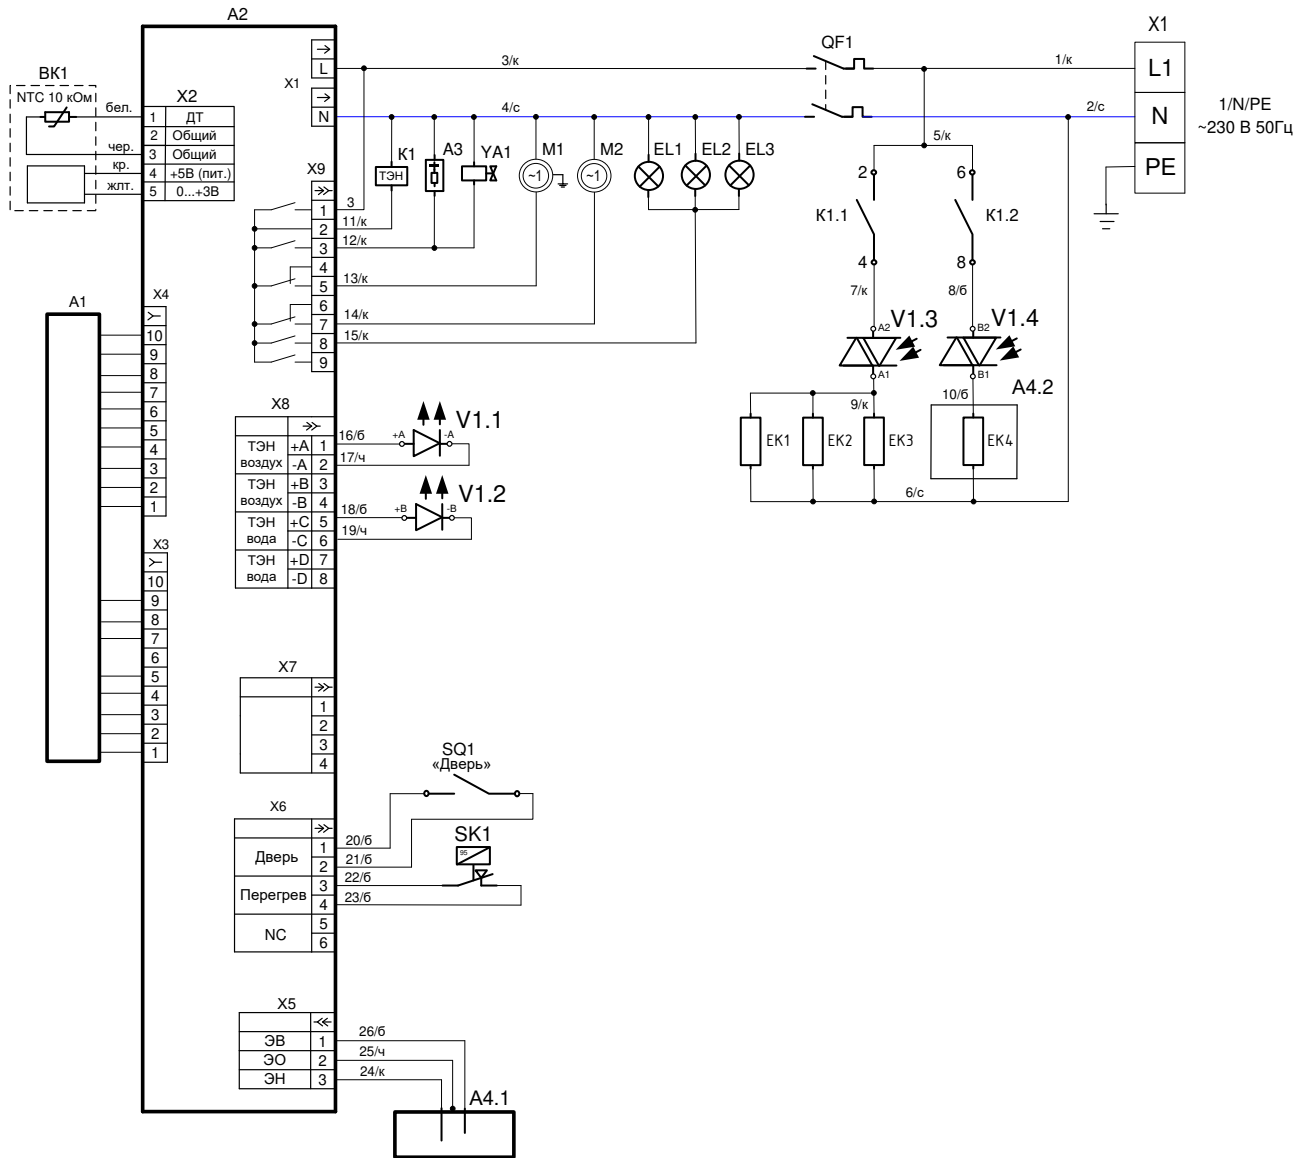 A2
X1
QF1
3/к
1/к
L1
L
BK1
NTC 10 кОм
X2
X1
бел.
4/с
2/с
N
N
1/N/PE
~230 В 50Гц
1 ДТ
2 Общий
чер.
3 Общий
кр.
4 +5В (пит.)
жлт.
5 0...+3В
5/к
K1
A3
YA1
M1
M2
EL1
EL2
EL3
ТЭН
~1
~1
PE
X9
2
6
3
1
11/к
2
12/к
3
4
13/к
5
6
14/к
7
15/к
8
9
K1.1
K1.2
4
8
7/к
8/б
A2
V1.3
B2
V1.4
A1
B1
A4.2
10/б
9/к
EK1
EK2
EK3
EK4
6/с
A1
X4
10
9
8
7
6
5
4
3
2
1
X3
10
9
8
7
6
5
4
3
2
1
X8
ТЭН
воздух
+A 1
-A 2
ТЭН
воздух
+B 3
-B 4
ТЭН
вода
+C 5
-C 6
ТЭН
вода
+D 7
-D 8
16/б
17/ч
+A
-A
V1.1
18/б
19/ч
+B
-B
V1.2
X7
1
2
3
4
SQ1
«Дверь»
X6
Дверь
1
2
Перегрев
3
4
NC
5
6
20/б
21/б
22/б
23/б
SK1
95
X5
ЭВ 1
ЭО 2
ЭН 3
26/б
25/ч
24/к
A4.1